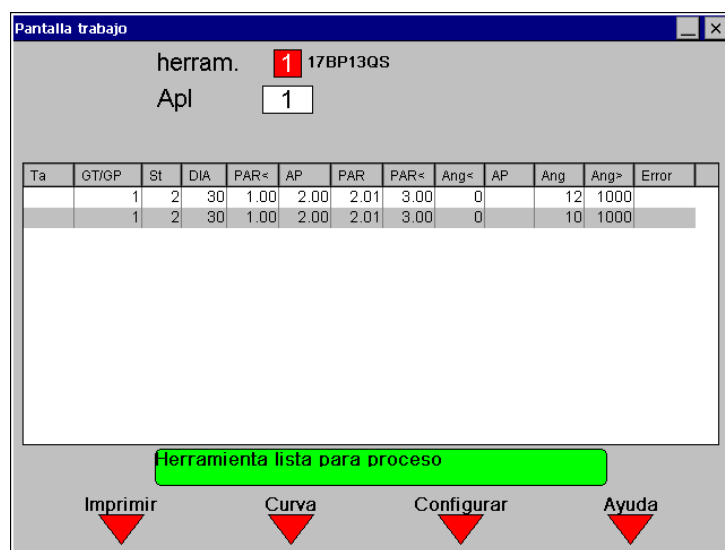 Pantalla trabajo
herram. 1 17BP13QS
Apl 1
Ta GT/GP St DIA PAR< AP PAR PAR< Ang< AP Ang Ang> Error
1 2 30 1.00 2.00 2.01 3.00 0 12 1000
1 2 30 1.00 2.00 2.01 3.00 0 10 1000
Herramienta lista para proceso
Imprimir Curva Configurar Ayuda